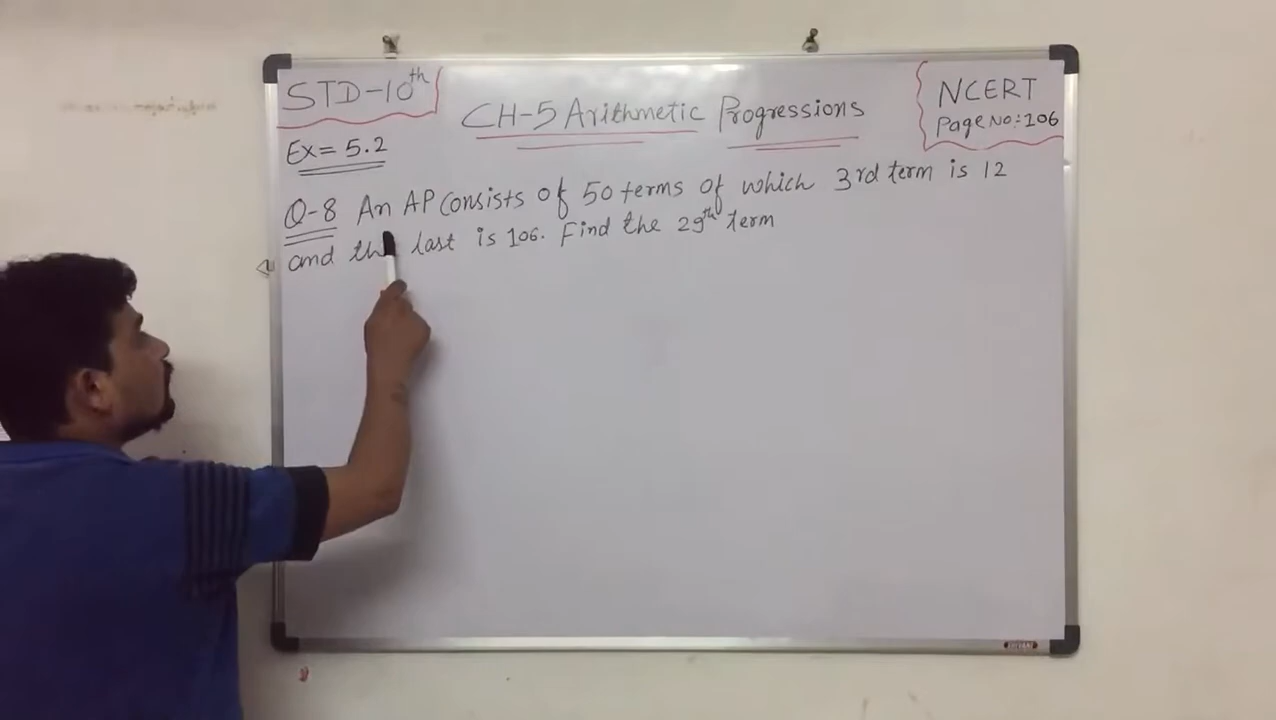 STD-10th
CH-5 Arithmetic Progressions
NCERT
Page No:106
Ex= 5.2
Q-8 An AP Consists of 50 terms of which 3rd term is 12
and the last is 106. Find the 29th term